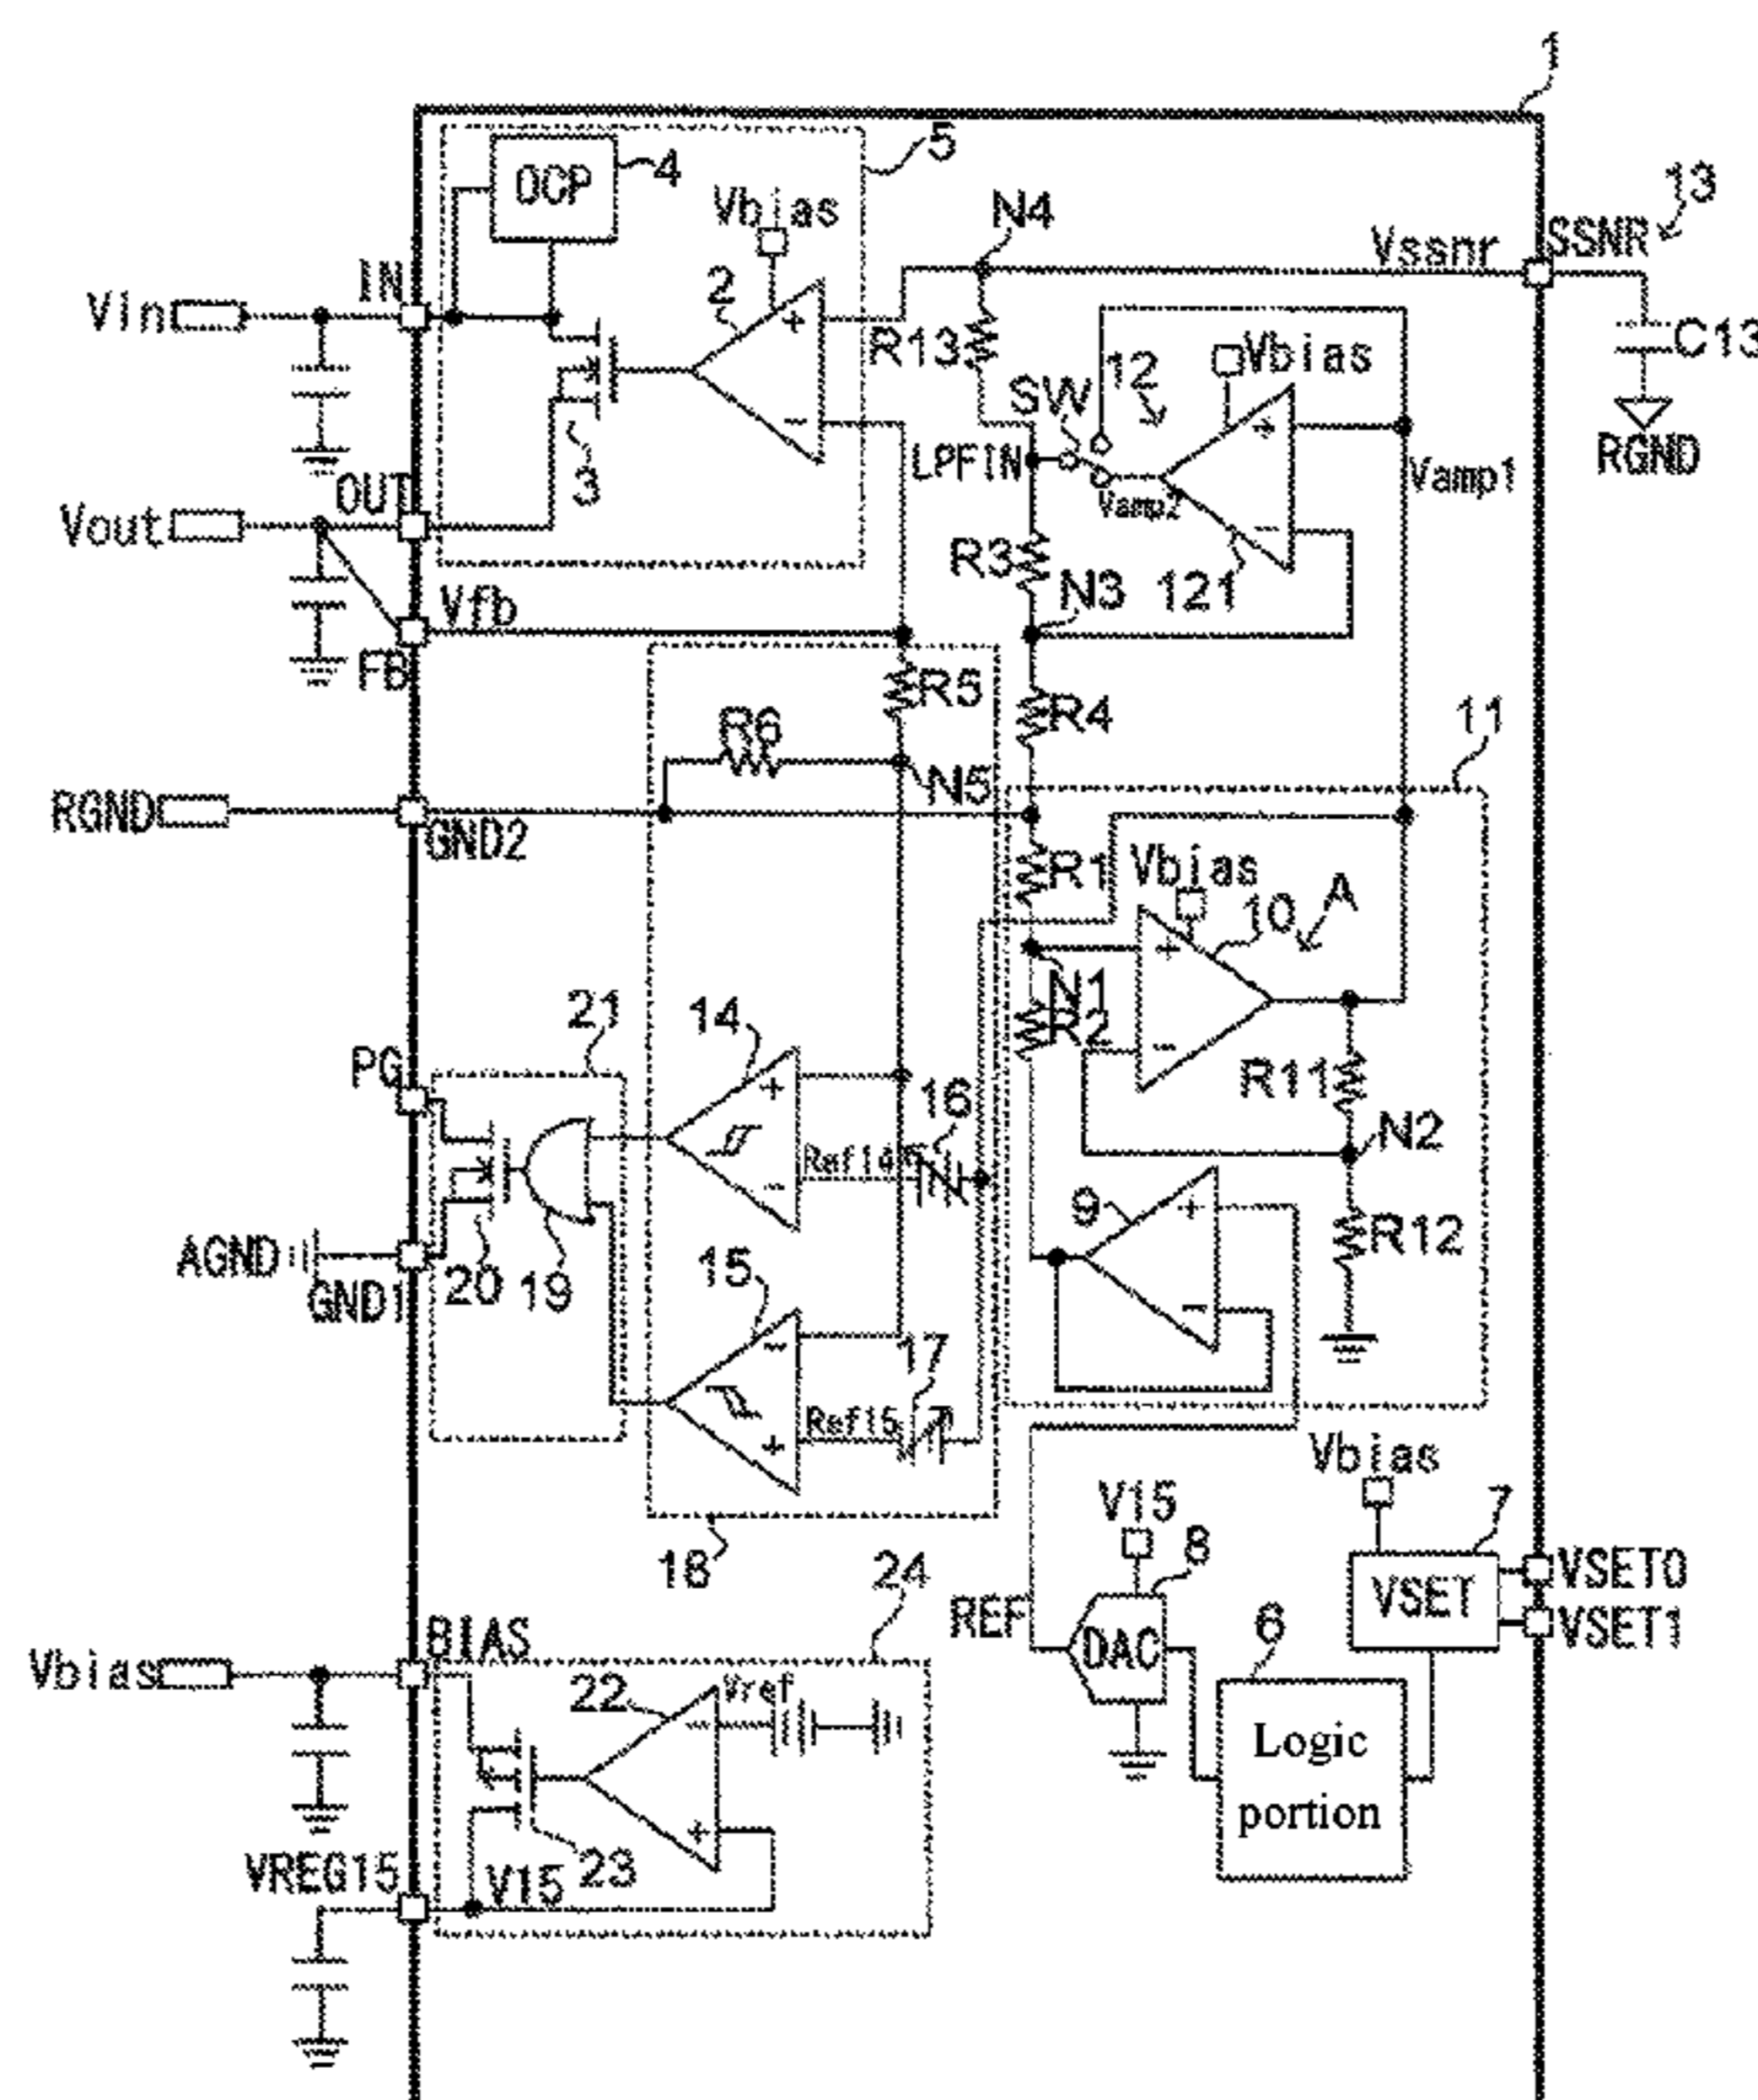 1
5
OCP
4
13
Vbias
N4
Vssnr
SSNR
IN
2
Vin
+
R13
12
Vbias
C13
SW
3
−
LPFIN
+
RGND
OUT
Vamp2
Vamp1
Vout
R3
N3
121
−
Vfb
FB
R5
R4
11
R6
N5
RGND
GND2
R1
Vbias
10
A
+
N1
21
14
R2
−
PG
R11
+
16
N2
Ref14
−
9
+
R12
AGND
GND1
20
19
15
−
−
17
Ref15
+
Vbias
V15
7
18
24
8
VSET0
REF
VSET
VSET1
BIAS
DAC
6
Vbias
22
Vref
−
Logic
portion
+
VREG15
V15
23